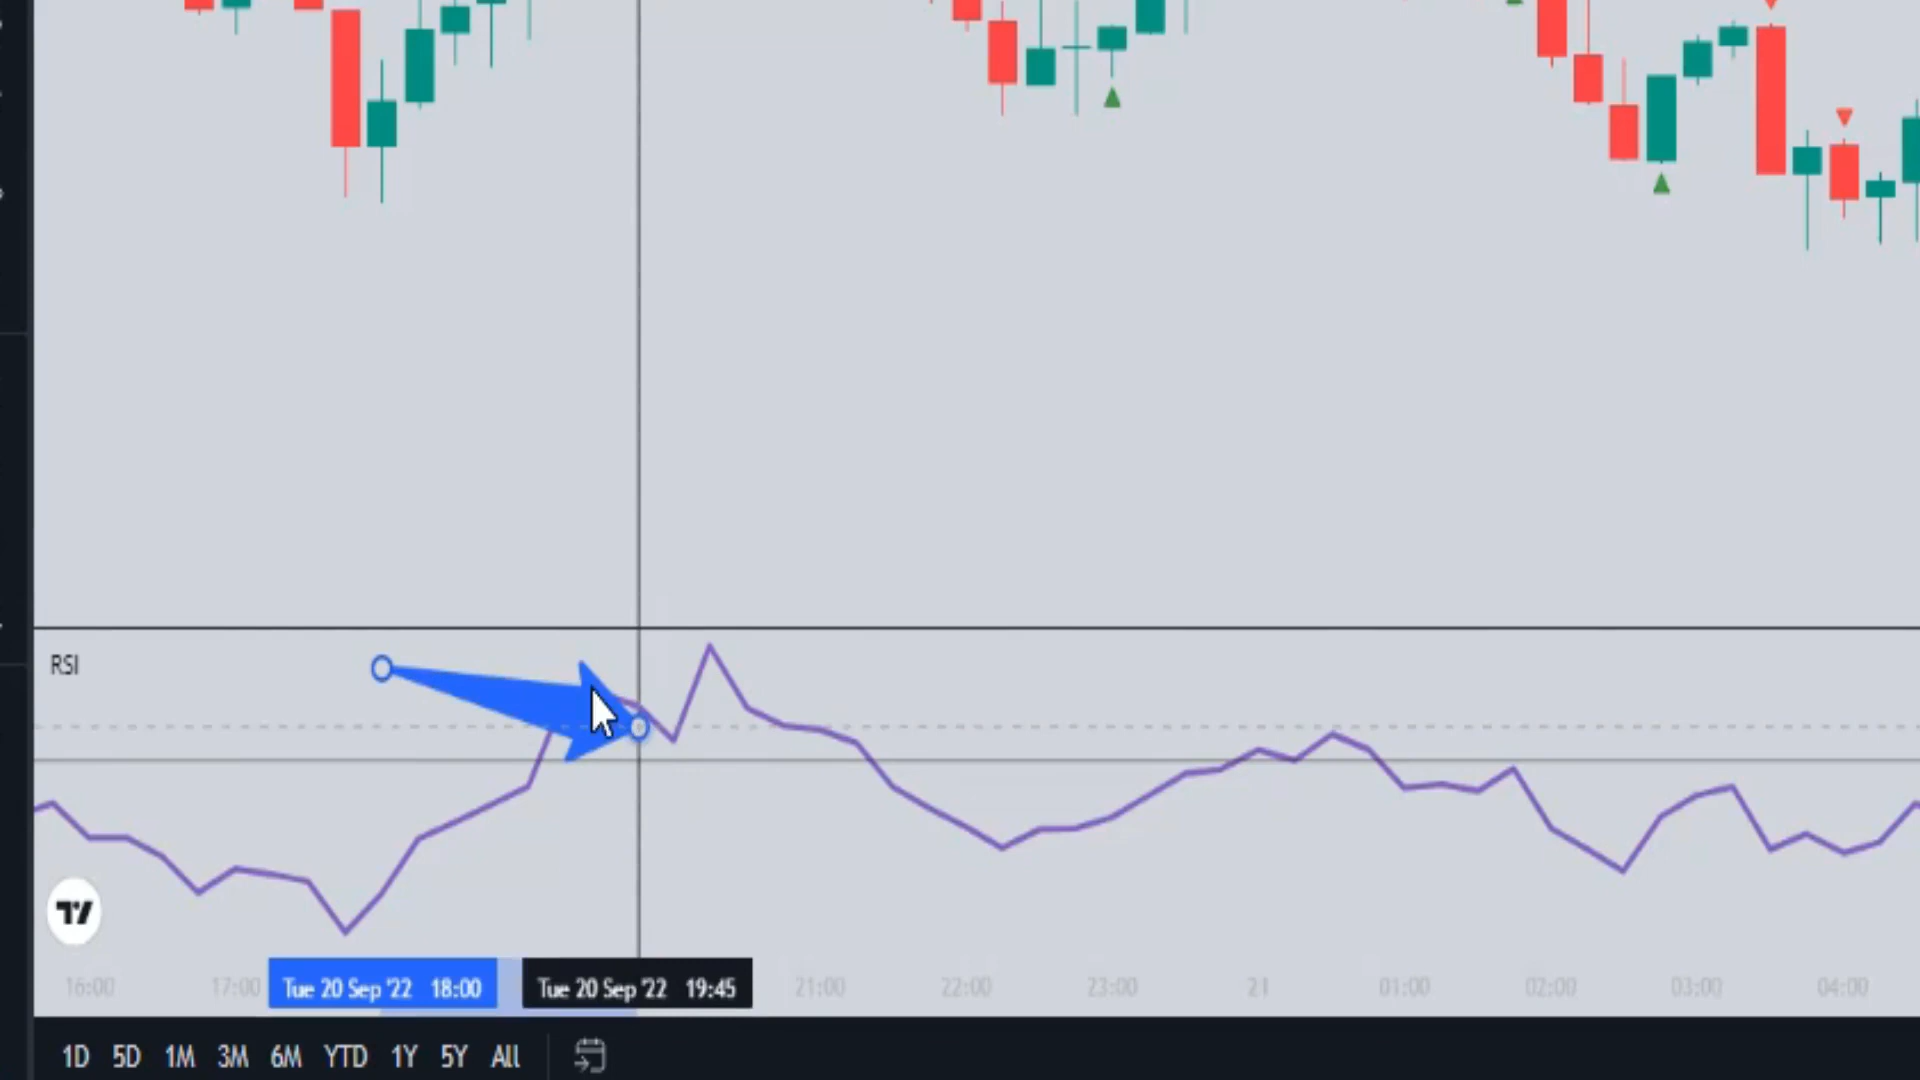 RSI
16:00 17:00 Tue 20 Sep '22 18:00 Tue 20 Sep '22 19:45 21:00 22:00 23:00 21 01:00 02:00 03:00 04:00
1D 5D 1M 3M 6M YTD 1Y 5Y All